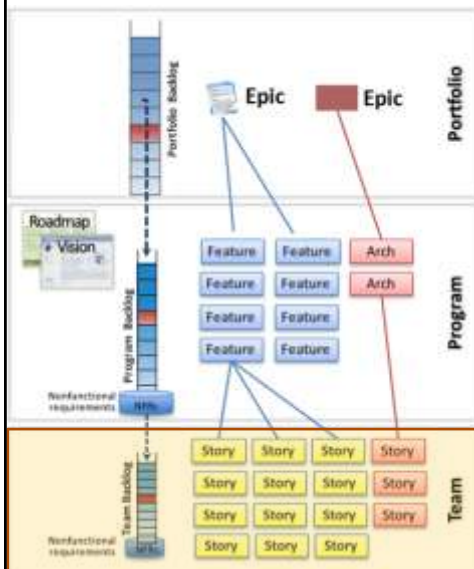 Portfolio Backlog
Epic
Epic
Portfolio
Roadmap
Vision
Program Backlog
Nonfunctional
requirements
NFRs
Feature Feature Arch
Feature Feature Arch
Feature Feature
Feature Feature
Program
Team Backlog
Nonfunctional
requirements
NFRs
Story Story Story Story
Story Story Story Story
Story Story Story Story
Story Story Story
Team